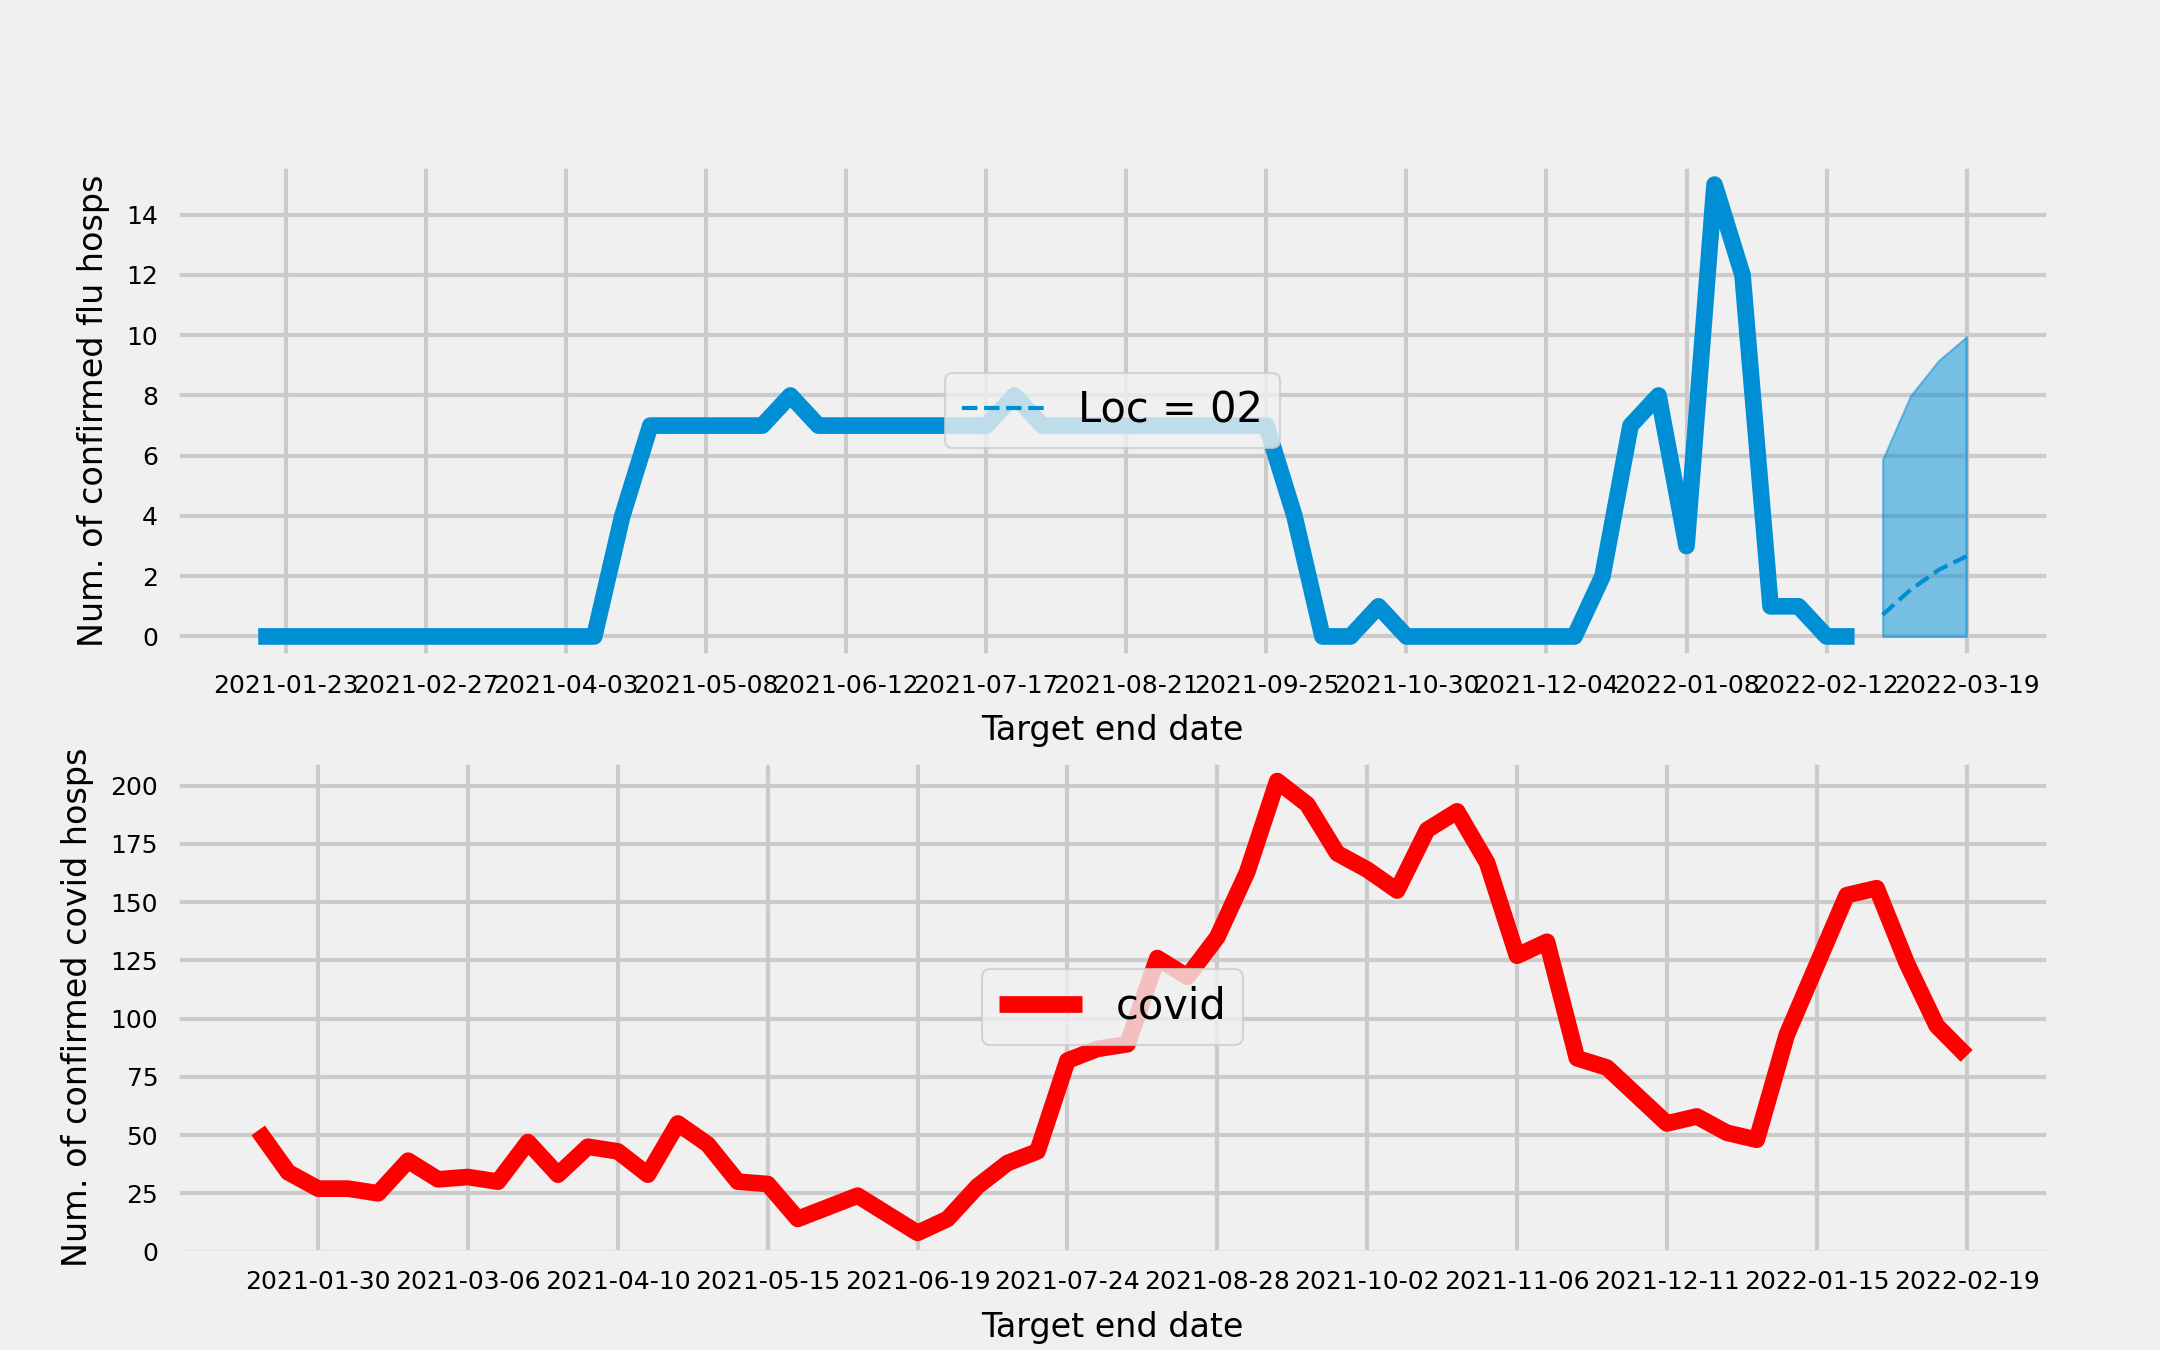 Num. of confirmed flu hosps
14
12
10
8
6
4
2
0
Loc = 02
2021-01-23 2021-02-27 2021-04-03 2021-05-08 2021-06-12 2021-07-17 2021-08-21 2021-09-25 2021-10-30 2021-12-04 2022-01-08 2022-02-12 2022-03-19
Target end date
Num. of confirmed covid hosps
200
175
150
125
100
75
50
25
0
covid
2021-01-30 2021-03-06 2021-04-10 2021-05-15 2021-06-19 2021-07-24 2021-08-28 2021-10-02 2021-11-06 2021-12-11 2022-01-15 2022-02-19
Target end date